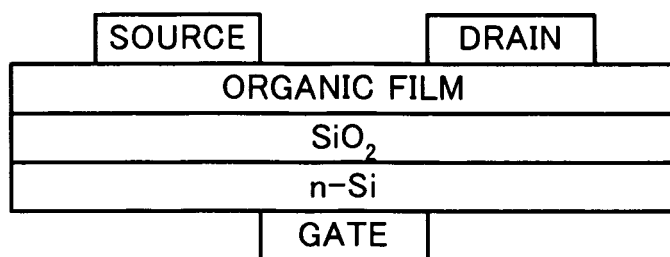 SOURCE DRAIN
ORGANIC FILM
SiO₂
n-Si
GATE